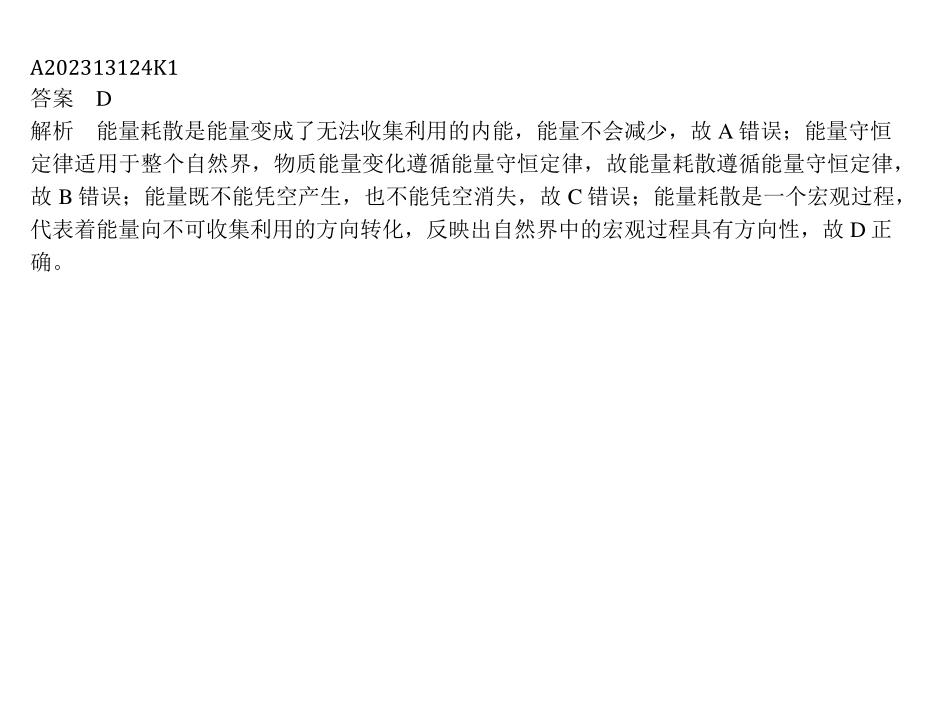 A202313124K1
答案　D
解析　能量耗散是能量变成了无法收集利用的内能，能量不会减少，故 A 错误；能量守恒
定律适用于整个自然界，物质能量变化遵循能量守恒定律，故能量耗散遵循能量守恒定律，
故 B 错误；能量既不能凭空产生，也不能凭空消失，故 C 错误；能量耗散是一个宏观过程，
代表着能量向不可收集利用的方向转化，反映出自然界中的宏观过程具有方向性，故 D 正
确。